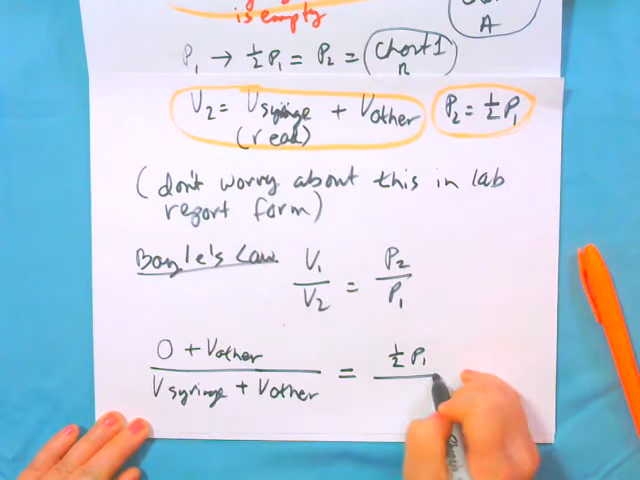 is empty
A
P₁ → ½P₁ = P₂ = Chart 1
B
V₂ = Vsyringe + Vother P₂ = ½P₁
(read)
(don't worry about this in lab
report form)
Boyle's Law V₁/V₂ = P₂/P₁
0 + Vother ½P₁
Vsyringe + Vother =